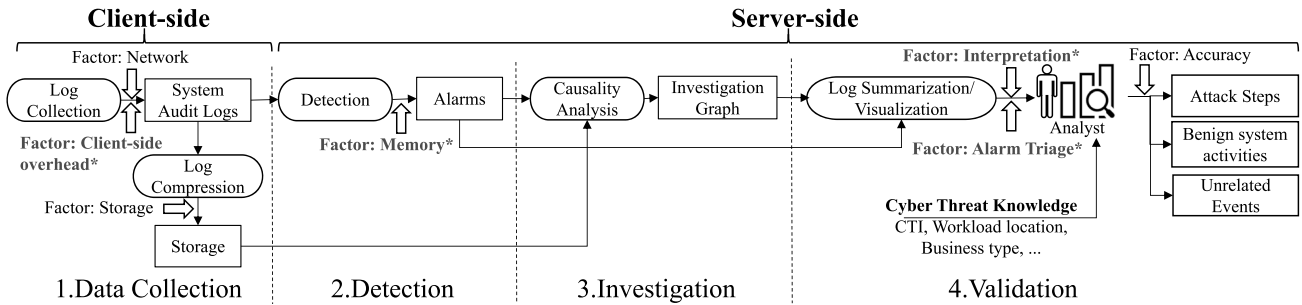 Client-side
Server-side
Factor: Network
Log
Collection
System
Audit Logs
Factor: Client-side
overhead*
Log
Compression
Factor: Storage
Storage
1.Data Collection
Detection
Alarms
Factor: Memory*
2.Detection
Causality
Analysis
Investigation
Graph
3.Investigation
Factor: Interpretation*
Log Summarization/
Visualization
Factor: Alarm Triage*
Analyst
Cyber Threat Knowledge
CTI, Workload location,
Business type, ...
Factor: Accuracy
Attack Steps
Benign system
activities
Unrelated
Events
4.Validation